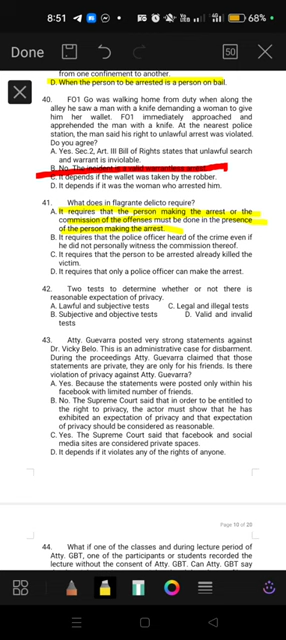 8:51
68%
Done
50
from one confinement to another.
D. When the person to be arrested is a person on bail.
40. FO1 Go was walking home from duty when along the
alley he saw a man with a knife demanding a woman to give
him her wallet. FO1 immediately approached and
apprehended the man with a knife. At the nearest police
station, the man said his right to unlawful arrest was violated.
Do you agree?
A. Yes. Sec.2, Art. III Bill of Rights states that unlawful search
and warrant is inviolable.
B. No. The incident is a valid warrantless arrest.
C. It depends if the wallet was taken by the robber.
D. It depends if it was the woman who arrested him.
41. What does in flagrante delicto require?
A. It requires that the person making the arrest or the
commission of the offenses must be done in the presence
of the person making the arrest.
B. It requires that the police officer heard of the crime even if
he did not personally witness the commission thereof.
C. It requires that the person to be arrested already killed the
victim.
D. It requires that only a police officer can make the arrest.
42. Two tests to determine whether or not there is
reasonable expectation of privacy.
A. Lawful and subjective tests C. Legal and illegal tests
B. Subjective and objective tests D. Valid and invalid
tests
43. Atty. Guevarra posted very strong statements against
Dr. Vicky Belo. This is an administrative case for disbarment.
During the proceedings Atty. Guevarra claimed that those
statements are private, they are only for his friends. Is there
violation of privacy against Atty. Guevarra?
A. Yes. Because the statements were posted only within his
facebook with limited number of friends.
B. No. The Supreme Court said that in order to be entitled to
the right to privacy, the actor must show that he has
exhibited an expectation of privacy and that expectation
of privacy should be considered as reasonable.
C. Yes. The Supreme Court said that facebook and social
media sites are considered private spaces.
D. It depends if it violates any of the rights of anyone.
Page 10 of 25
44. What if one of the classes and during lecture period of
Atty. GBT, one of the participants or students recorded the
lecture without the consent of Atty. GBT. Can Atty. GBT say